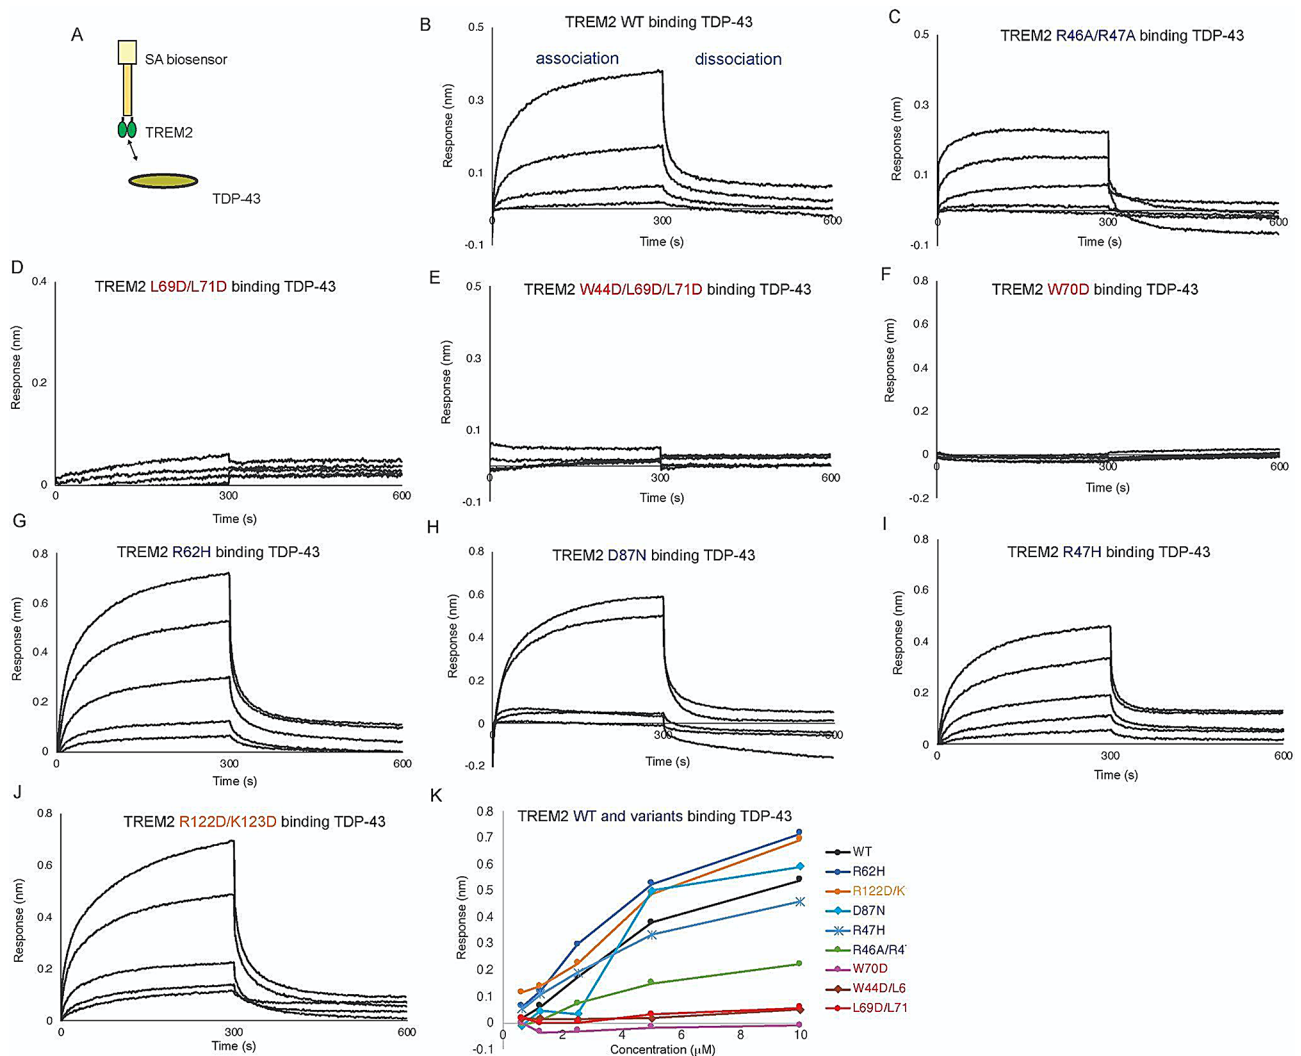 A
SA biosensor
TREM2
TDP-43
B
TREM2 WT binding TDP-43
association
dissociation
Response (nm)
0.5
0.3
0.1
-0.1
0
300
600
Time (s)
C
TREM2 R46A/R47A binding TDP-43
Response (nm)
0.5
0.3
0.1
-0.1
0
300
600
Time (s)
D
TREM2 L69D/L71D binding TDP-43
Response (nm)
0.4
0.2
0
0
300
600
Time (s)
E
TREM2 W44D/L69D/L71D binding TDP-43
Response (nm)
0.5
0.3
0.1
-0.1
0
300
600
Time (s)
F
TREM2 W70D binding TDP-43
Response (nm)
0.8
0.6
0.4
0.2
0
-0.2
0
300
600
Time (s)
G
TREM2 R62H binding TDP-43
Response (nm)
0.8
0.6
0.4
0.2
0
0
300
600
Time (s)
H
TREM2 D87N binding TDP-43
Response (nm)
0.8
0.6
0.4
0.2
0
-0.2
0
300
600
Time (s)
I
TREM2 R47H binding TDP-43
Response (nm)
0.8
0.6
0.4
0.2
0
0
300
600
Time (s)
J
TREM2 R122D/K123D binding TDP-43
Response (nm)
0.8
0.6
0.4
0.2
0
0
300
600
Time (s)
K
TREM2 WT and variants binding TDP-43
Response (nm)
0.8
0.7
0.6
0.5
0.4
0.3
0.2
0.1
0
-0.1
0
2
4
6
8
10
Concentration (μM)
WT
R62H
R122D/K
D87N
R47H
R46A/R4
W70D
W44D/L6
L69D/L71